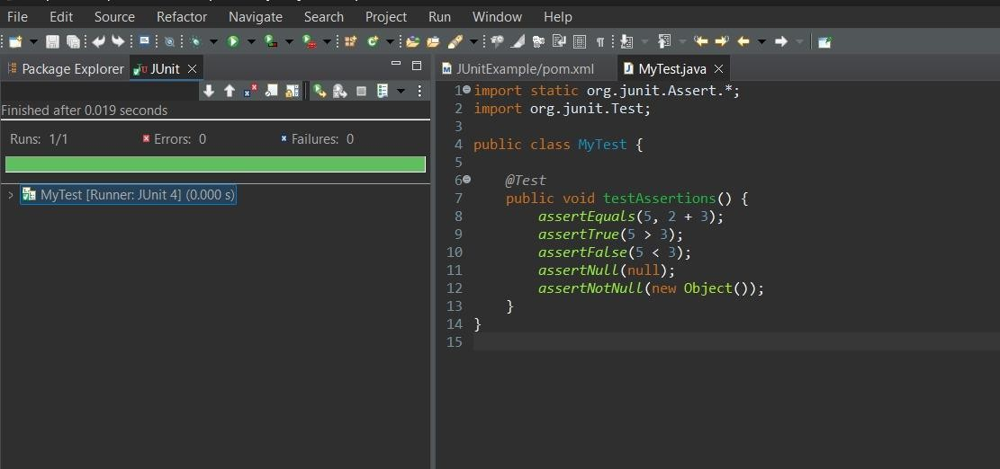 File Edit Source Refactor Navigate Search Project Run Window Help
Package Explorer JUnit
Finished after 0.019 seconds
Runs: 1/1 Errors: 0 Failures: 0
MyTest [Runner: JUnit 4] (0.000 s)
JUnitExample/pom.xml MyTest.java
1 import static org.junit.Assert.*;
2 import org.junit.Test;
3
4 public class MyTest {
5
6 @Test
7 public void testAssertions() {
8 assertEquals(5, 2 + 3);
9 assertTrue(5 > 3);
10 assertFalse(5 < 3);
11 assertNull(null);
12 assertNotNull(new Object());
13 }
14 }
15